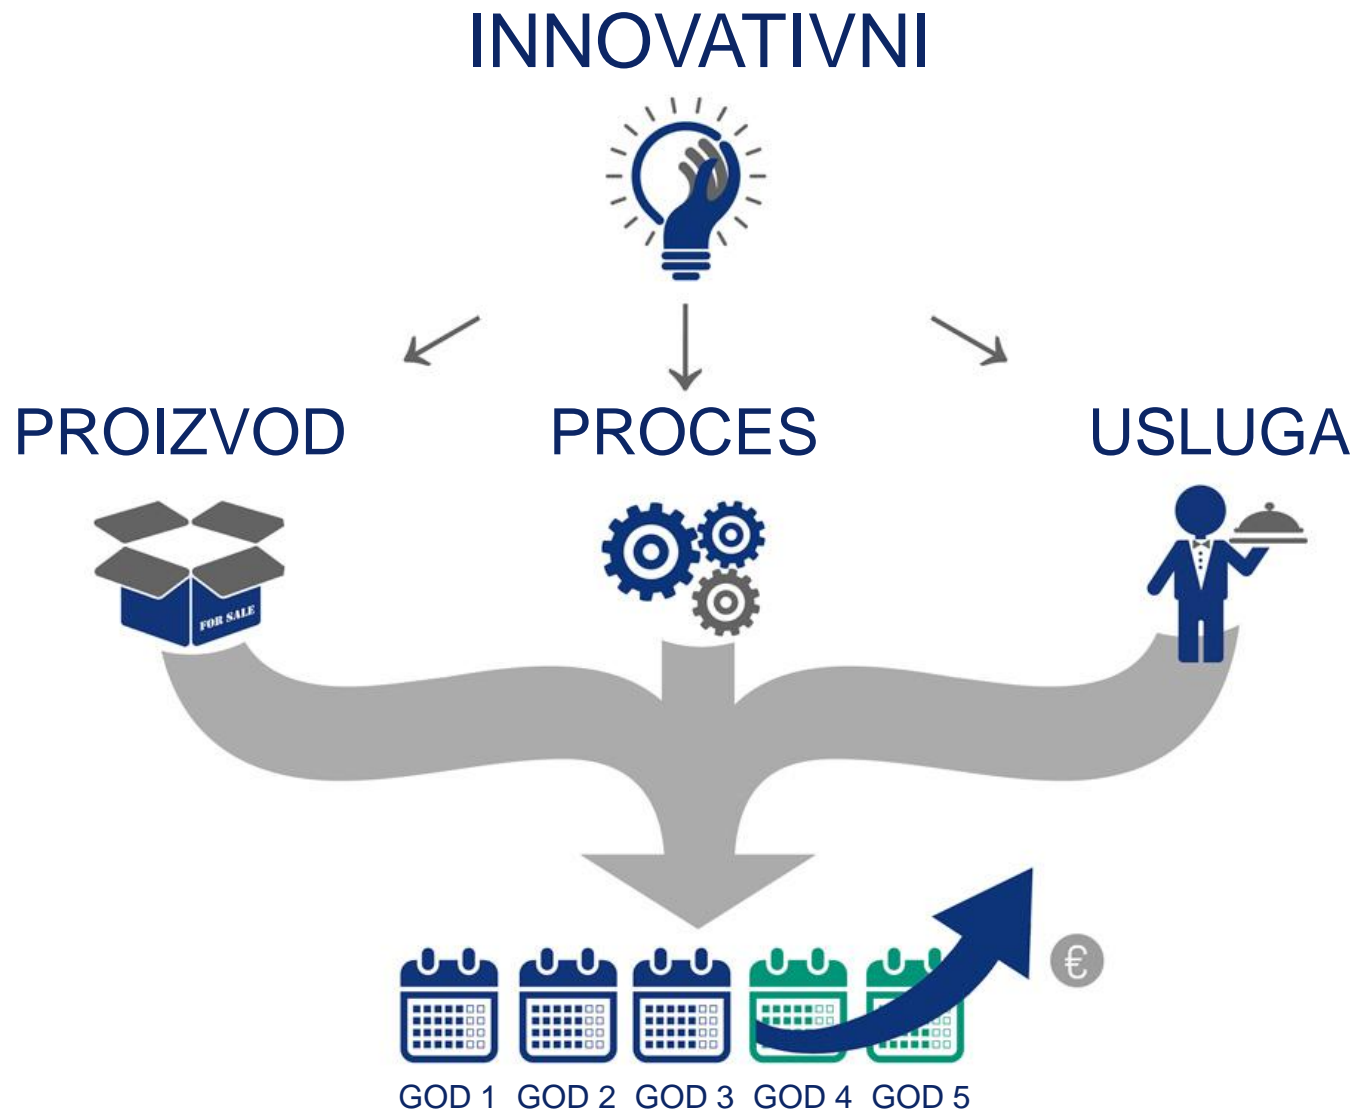 INNOVATIVNI
PROIZVOD
PROCES
USLUGA
FOR SALE
€
GOD 1
GOD 2
GOD 3
GOD 4
GOD 5